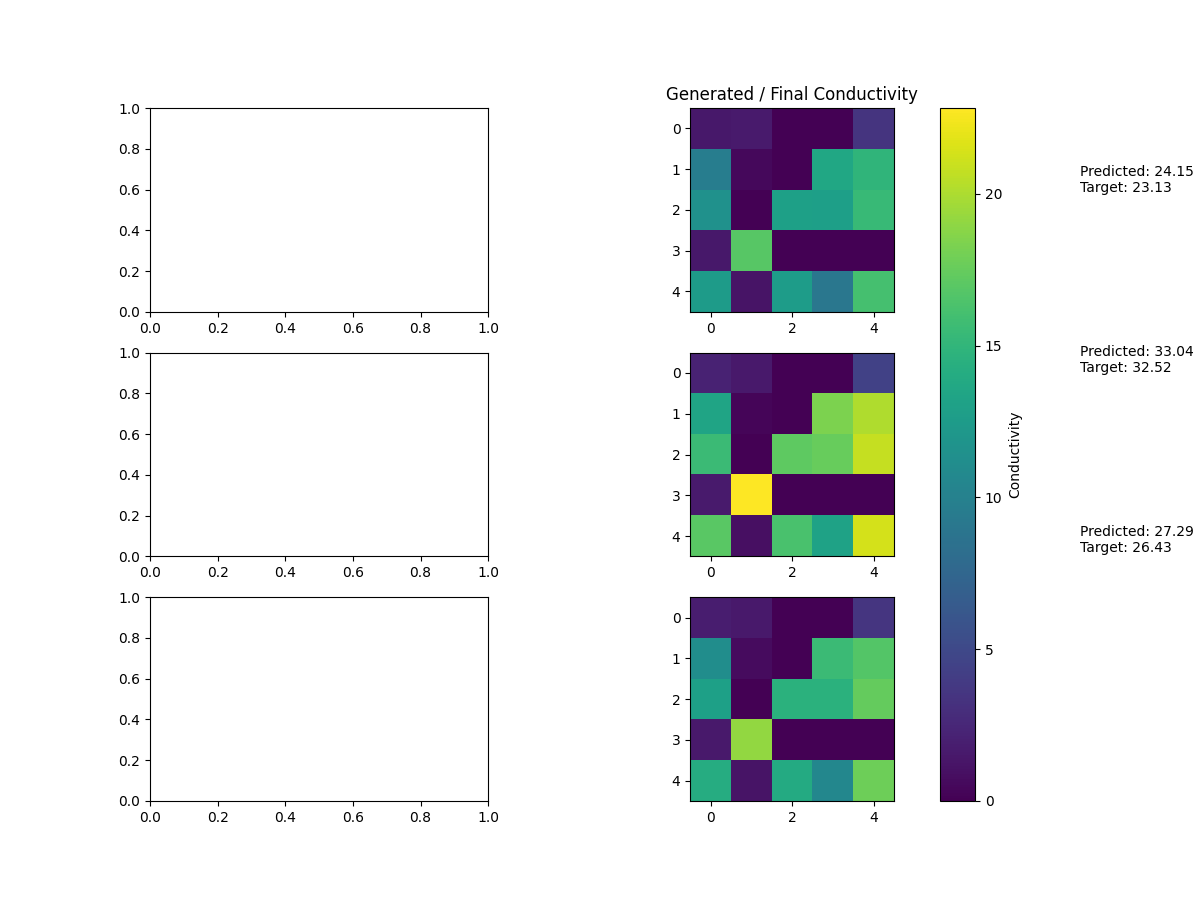 Generated / Final Conductivity
1.0
0.8
0.6
0.4
0.2
0.0
0.0 0.2 0.4 0.6 0.8 1.0
0
1
2
3
4
0 2 4
Predicted: 24.15
Target: 23.13
1.0
0.8
0.6
0.4
0.2
0.0
0.0 0.2 0.4 0.6 0.8 1.0
0
1
2
3
4
0 2 4
Predicted: 33.04
Target: 32.52
1.0
0.8
0.6
0.4
0.2
0.0
0.0 0.2 0.4 0.6 0.8 1.0
0
1
2
3
4
0 2 4
Predicted: 27.29
Target: 26.43
20
15
10
5
0
Conductivity